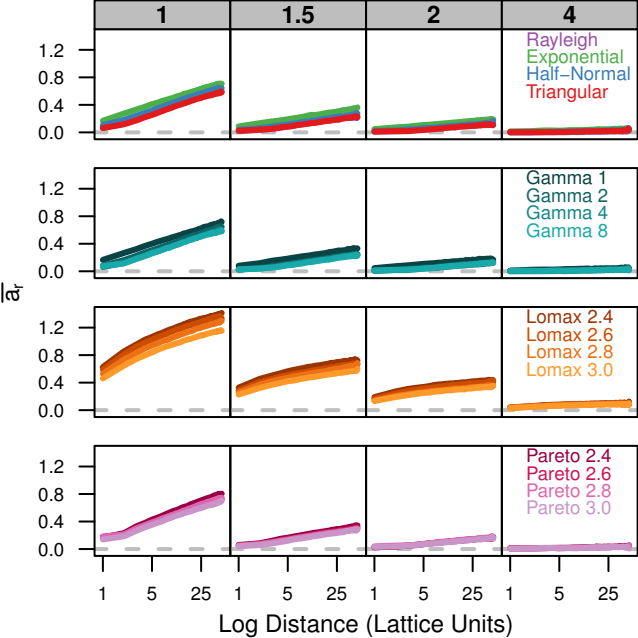 1 1.5 2 4
1.2
0.8
0.4
0.0
Rayleigh
Exponential
Half−Normal
Triangular
1.2
0.8
0.4
0.0
Gamma 1
Gamma 2
Gamma 4
Gamma 8
a̅r
1.2
0.8
0.4
0.0
Lomax 2.4
Lomax 2.6
Lomax 2.8
Lomax 3.0
1.2
0.8
0.4
0.0
Pareto 2.4
Pareto 2.6
Pareto 2.8
Pareto 3.0
1 5 25 1 5 25 1 5 25 1 5 25
Log Distance (Lattice Units)